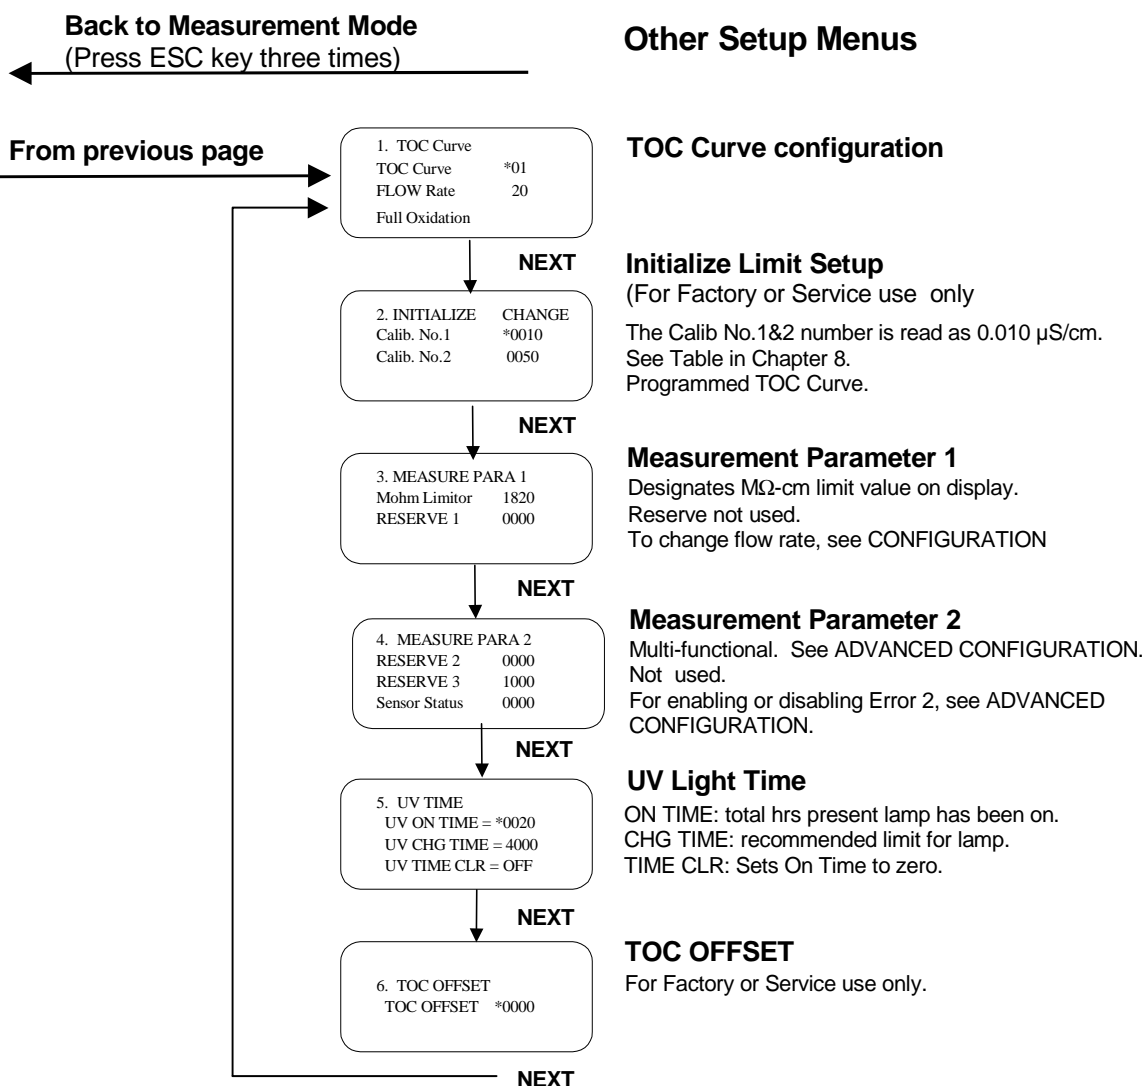 Back to Measurement Mode
(Press ESC key three times)
Other Setup Menus
From previous page
1. TOC Curve
TOC Curve *01
FLOW Rate 20
Full Oxidation
TOC Curve configuration
NEXT
2. INITIALIZE CHANGE
Calib. No.1 *0010
Calib. No.2 0050
Initialize Limit Setup
(For Factory or Service use only
The Calib No.1&2 number is read as 0.010 µS/cm.
See Table in Chapter 8.
Programmed TOC Curve.
NEXT
3. MEASURE PARA 1
Mohm Limitor 1820
RESERVE 1 0000
Measurement Parameter 1
Designates MΩ-cm limit value on display.
Reserve not used.
To change flow rate, see CONFIGURATION
NEXT
4. MEASURE PARA 2
RESERVE 2 0000
RESERVE 3 1000
Sensor Status 0000
Measurement Parameter 2
Multi-functional. See ADVANCED CONFIGURATION.
Not used.
For enabling or disabling Error 2, see ADVANCED
CONFIGURATION.
NEXT
5. UV TIME
UV ON TIME = *0020
UV CHG TIME = 4000
UV TIME CLR = OFF
UV Light Time
ON TIME: total hrs present lamp has been on.
CHG TIME: recommended limit for lamp.
TIME CLR: Sets On Time to zero.
NEXT
6. TOC OFFSET
TOC OFFSET *0000
TOC OFFSET
For Factory or Service use only.
NEXT